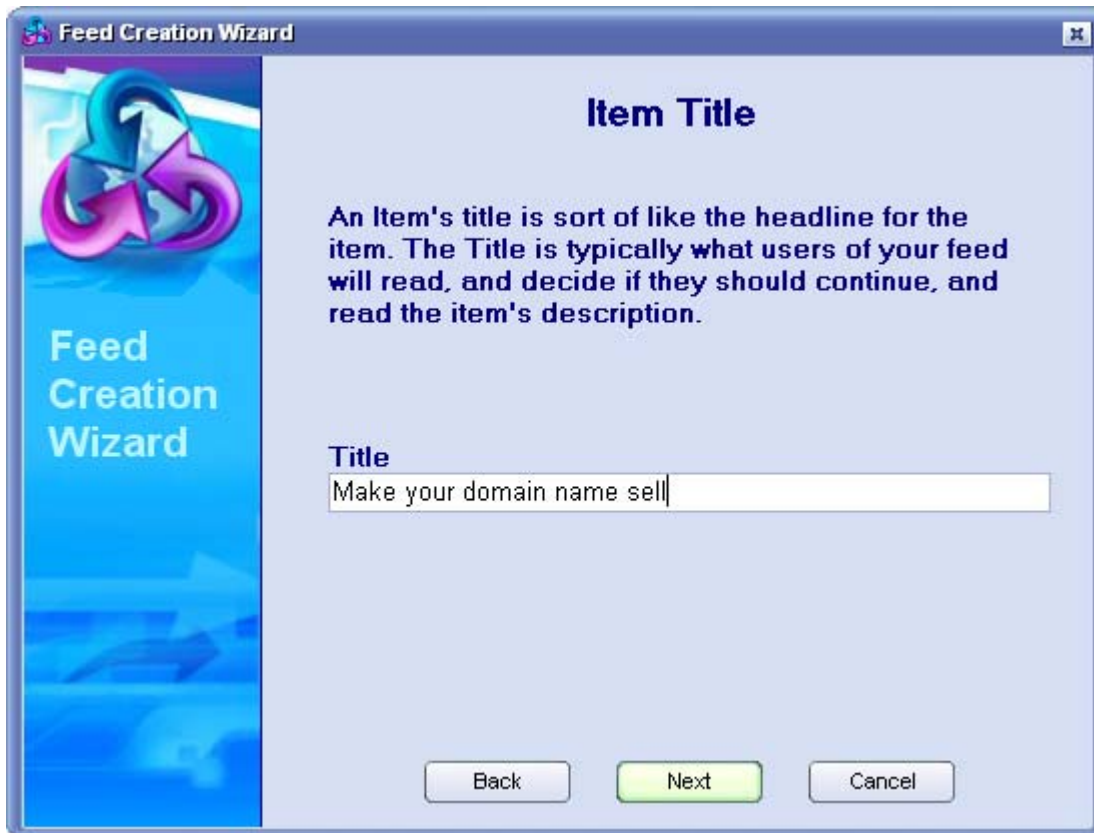 Feed Creation Wizard
Item Title
An Item's title is sort of like the headline for the
item. The Title is typically what users of your feed
will read, and decide if they should continue, and
read the item's description.
Feed
Creation
Wizard
Title
Make your domain name sell
Back
Next
Cancel